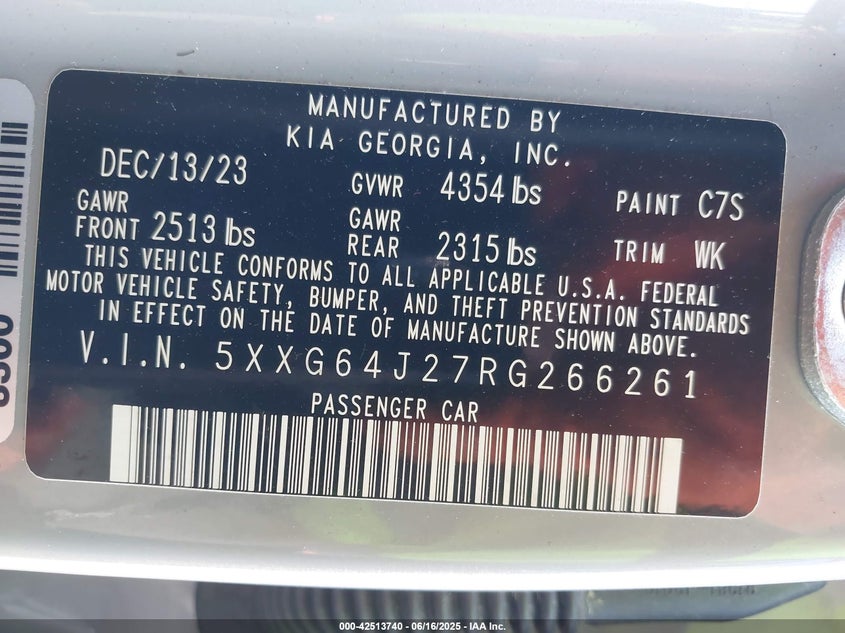 MANUFACTURED BY
KIA GEORGIA, INC.
DEC/13/23 GVWR 4354 lbs PAINT C7S
GAWR FRONT 2513 lbs GAWR REAR 2315 lbs TRIM WK
THIS VEHICLE CONFORMS TO ALL APPLICABLE U.S.A. FEDERAL
MOTOR VEHICLE SAFETY, BUMPER, AND THEFT PREVENTION STANDARDS
IN EFFECT ON THE DATE OF MANUFACTURE SHOWN ABOVE.
V.I.N. 5XXG64J27RG266261
PASSENGER CAR
000-42513740 - 06/16/2025 - IAA Inc.